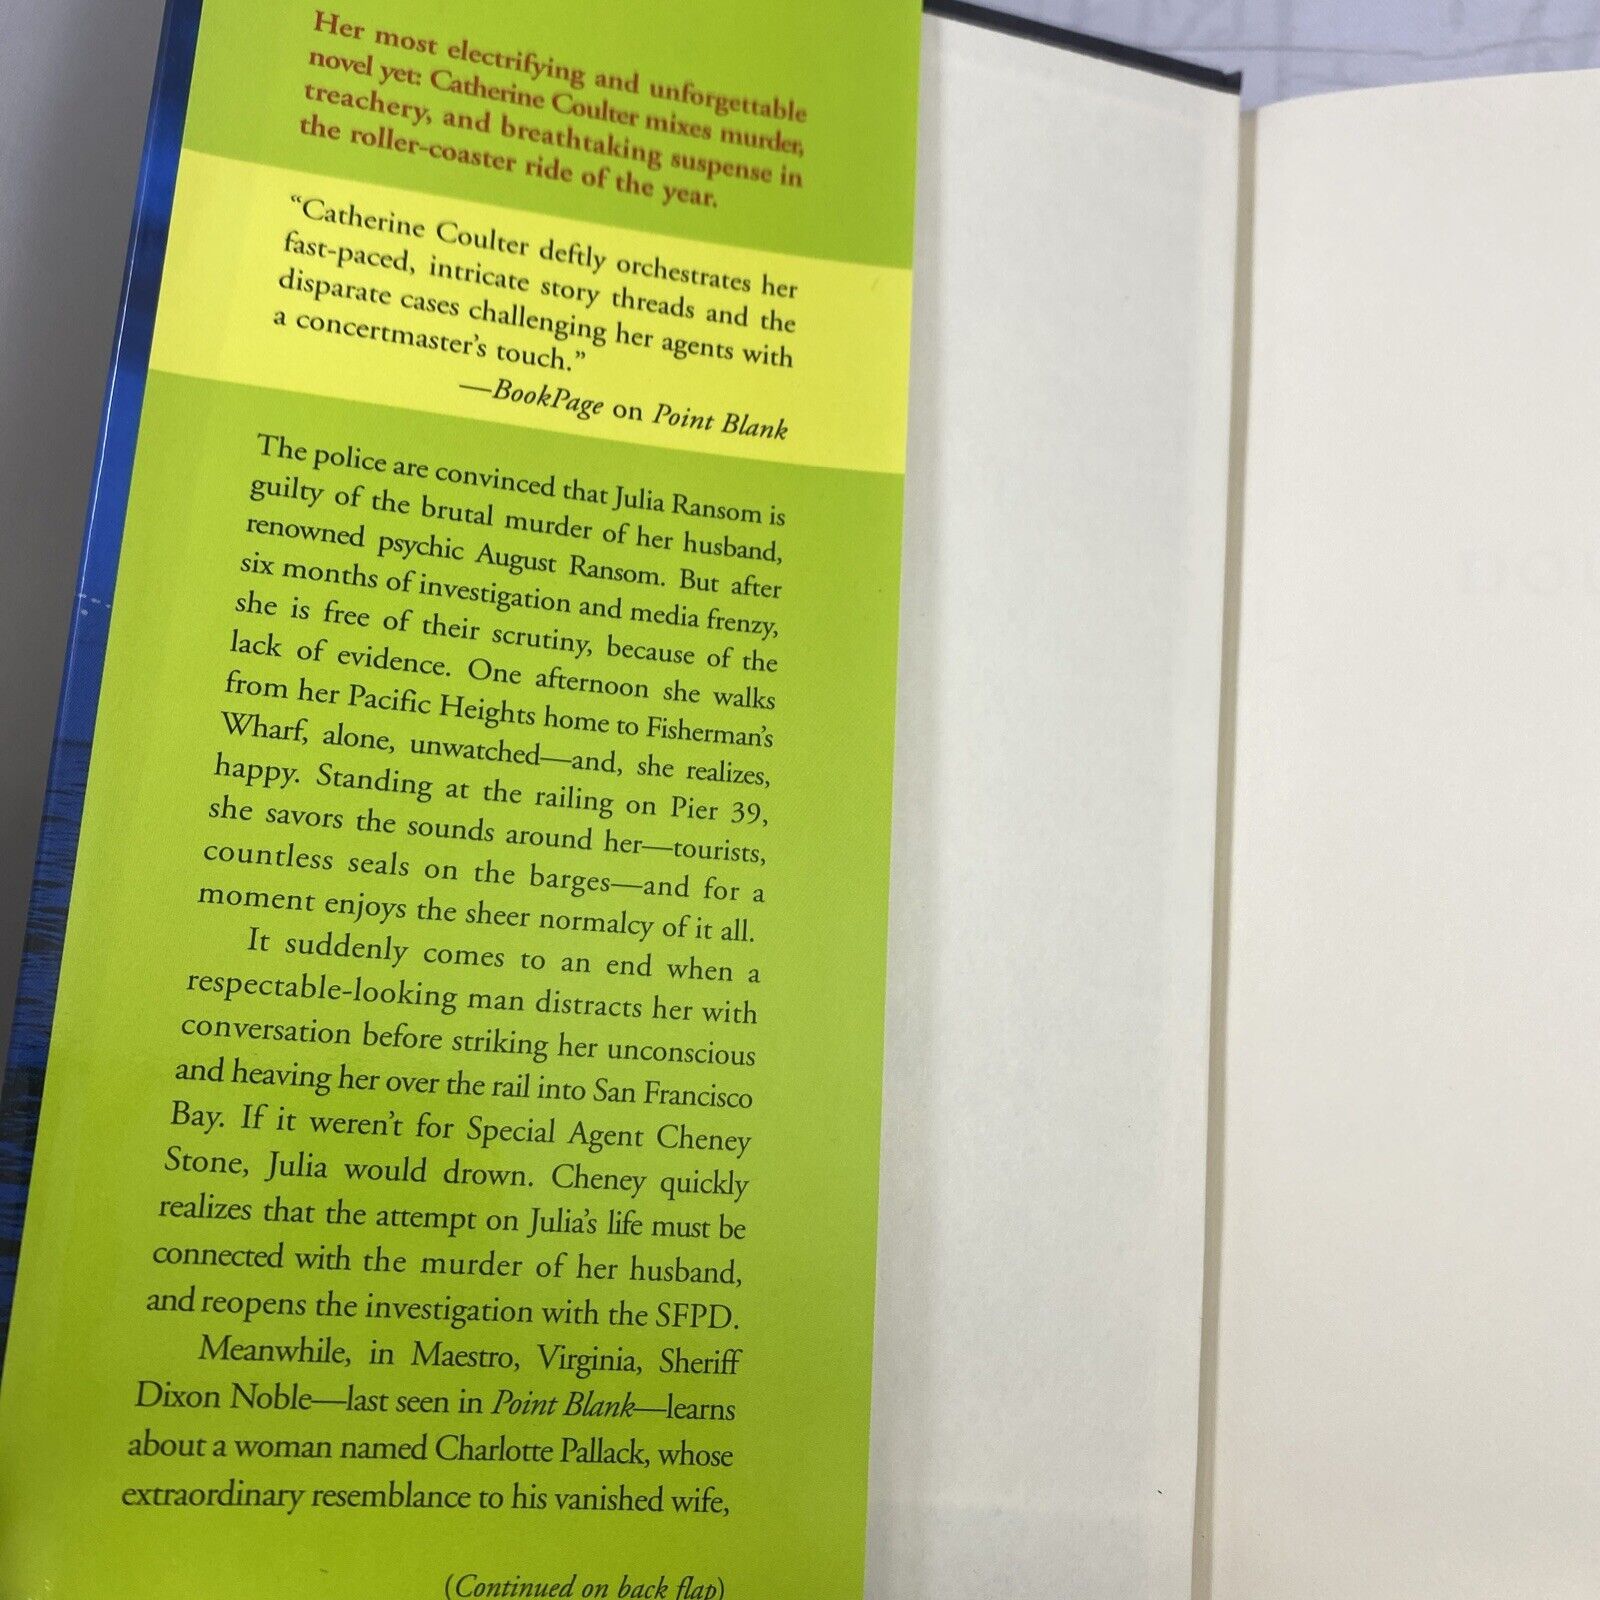 Her most electrifying and unforgettable
novel yet: Catherine Coulter mixes murder,
treachery, and breathtaking suspense in
the roller-coaster ride of the year.
“Catherine Coulter deftly orchestrates her
fast-paced, intricate story threads and the
disparate cases challenging her agents with
a concertmaster’s touch.”
—BookPage on Point Blank
The police are convinced that Julia Ransom is
guilty of the brutal murder of her husband,
renowned psychic August Ransom. But after
six months of investigation and media frenzy,
she is free of their scrutiny, because of the
lack of evidence. One afternoon she walks
from her Pacific Heights home to Fisherman’s
Wharf, alone, unwatched—and, she realizes,
happy. Standing at the railing on Pier 39,
she savors the sounds around her—tourists,
countless seals on the barges—and for a
moment enjoys the sheer normalcy of it all.
It suddenly comes to an end when a
respectable-looking man distracts her with
conversation before striking her unconscious
and heaving her over the rail into San Francisco
Bay. If it weren’t for Special Agent Cheney
Stone, Julia would drown. Cheney quickly
realizes that the attempt on Julia’s life must be
connected with the murder of her husband,
and reopens the investigation with the SFPD.
Meanwhile, in Maestro, Virginia, Sheriff
Dixon Noble—last seen in Point Blank—learns
about a woman named Charlotte Pallack, whose
extraordinary resemblance to his vanished wife,
(Continued on back flap)